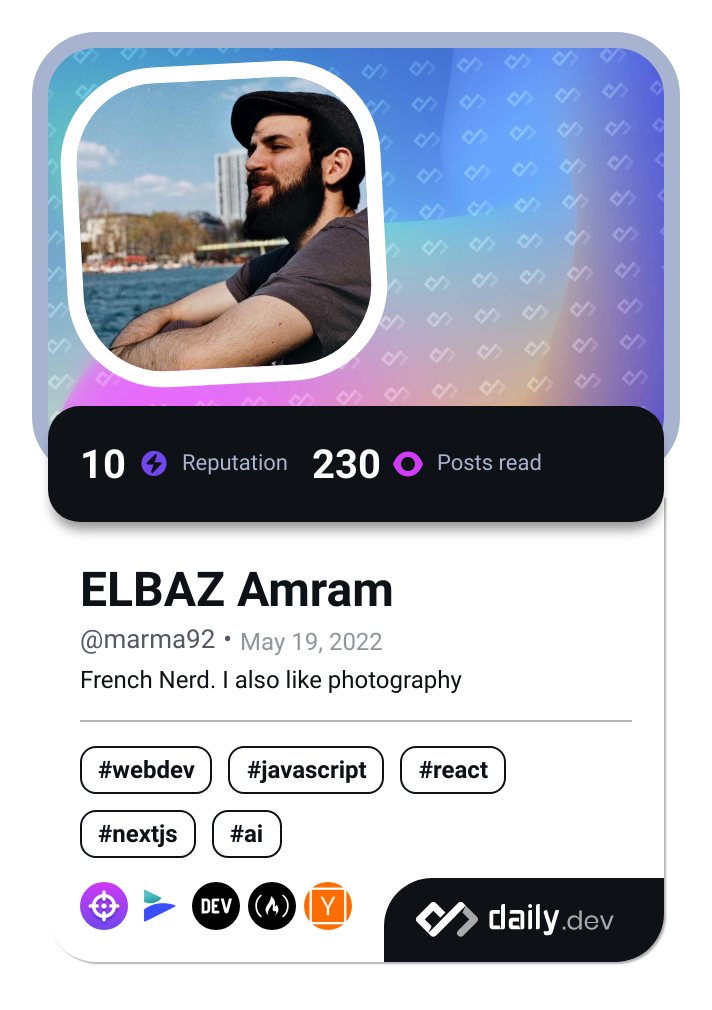 10 Reputation 230 Posts read
ELBAZ Amram
@marma92 • May 19, 2022
French Nerd. I also like photography
#webdev #javascript #react
#nextjs #ai
DEV Y daily.dev